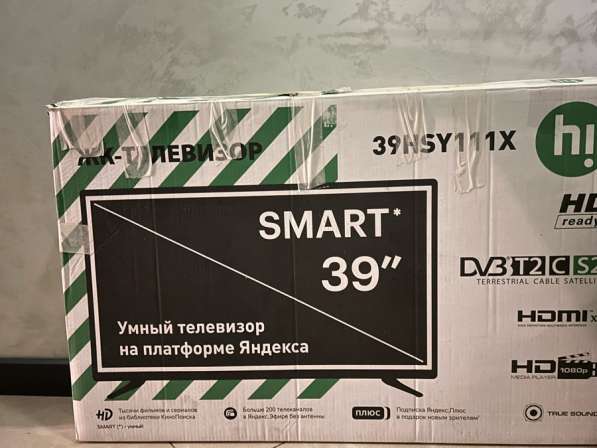 ЖК-ТЕЛЕВИЗОР
39HSY111X
hi
HD
ready
SMART*
39"
DVB T2 C S2
TERRESTRIAL CABLE SATELLI
Умный телевизор
на платформе Яндекса
HDMI x
HD
1080p
MEDIA PLAYER
HD
Тысячи фильмов и сериалов
из библиотеки КиноПоиска
Больше 200 телеканалов
в Яндекс.Эфире без антенны
плюс
Подписка Яндекс.Плюс
в подарок новым зрителям*
TRUE SOUND
SMART (*) - умный